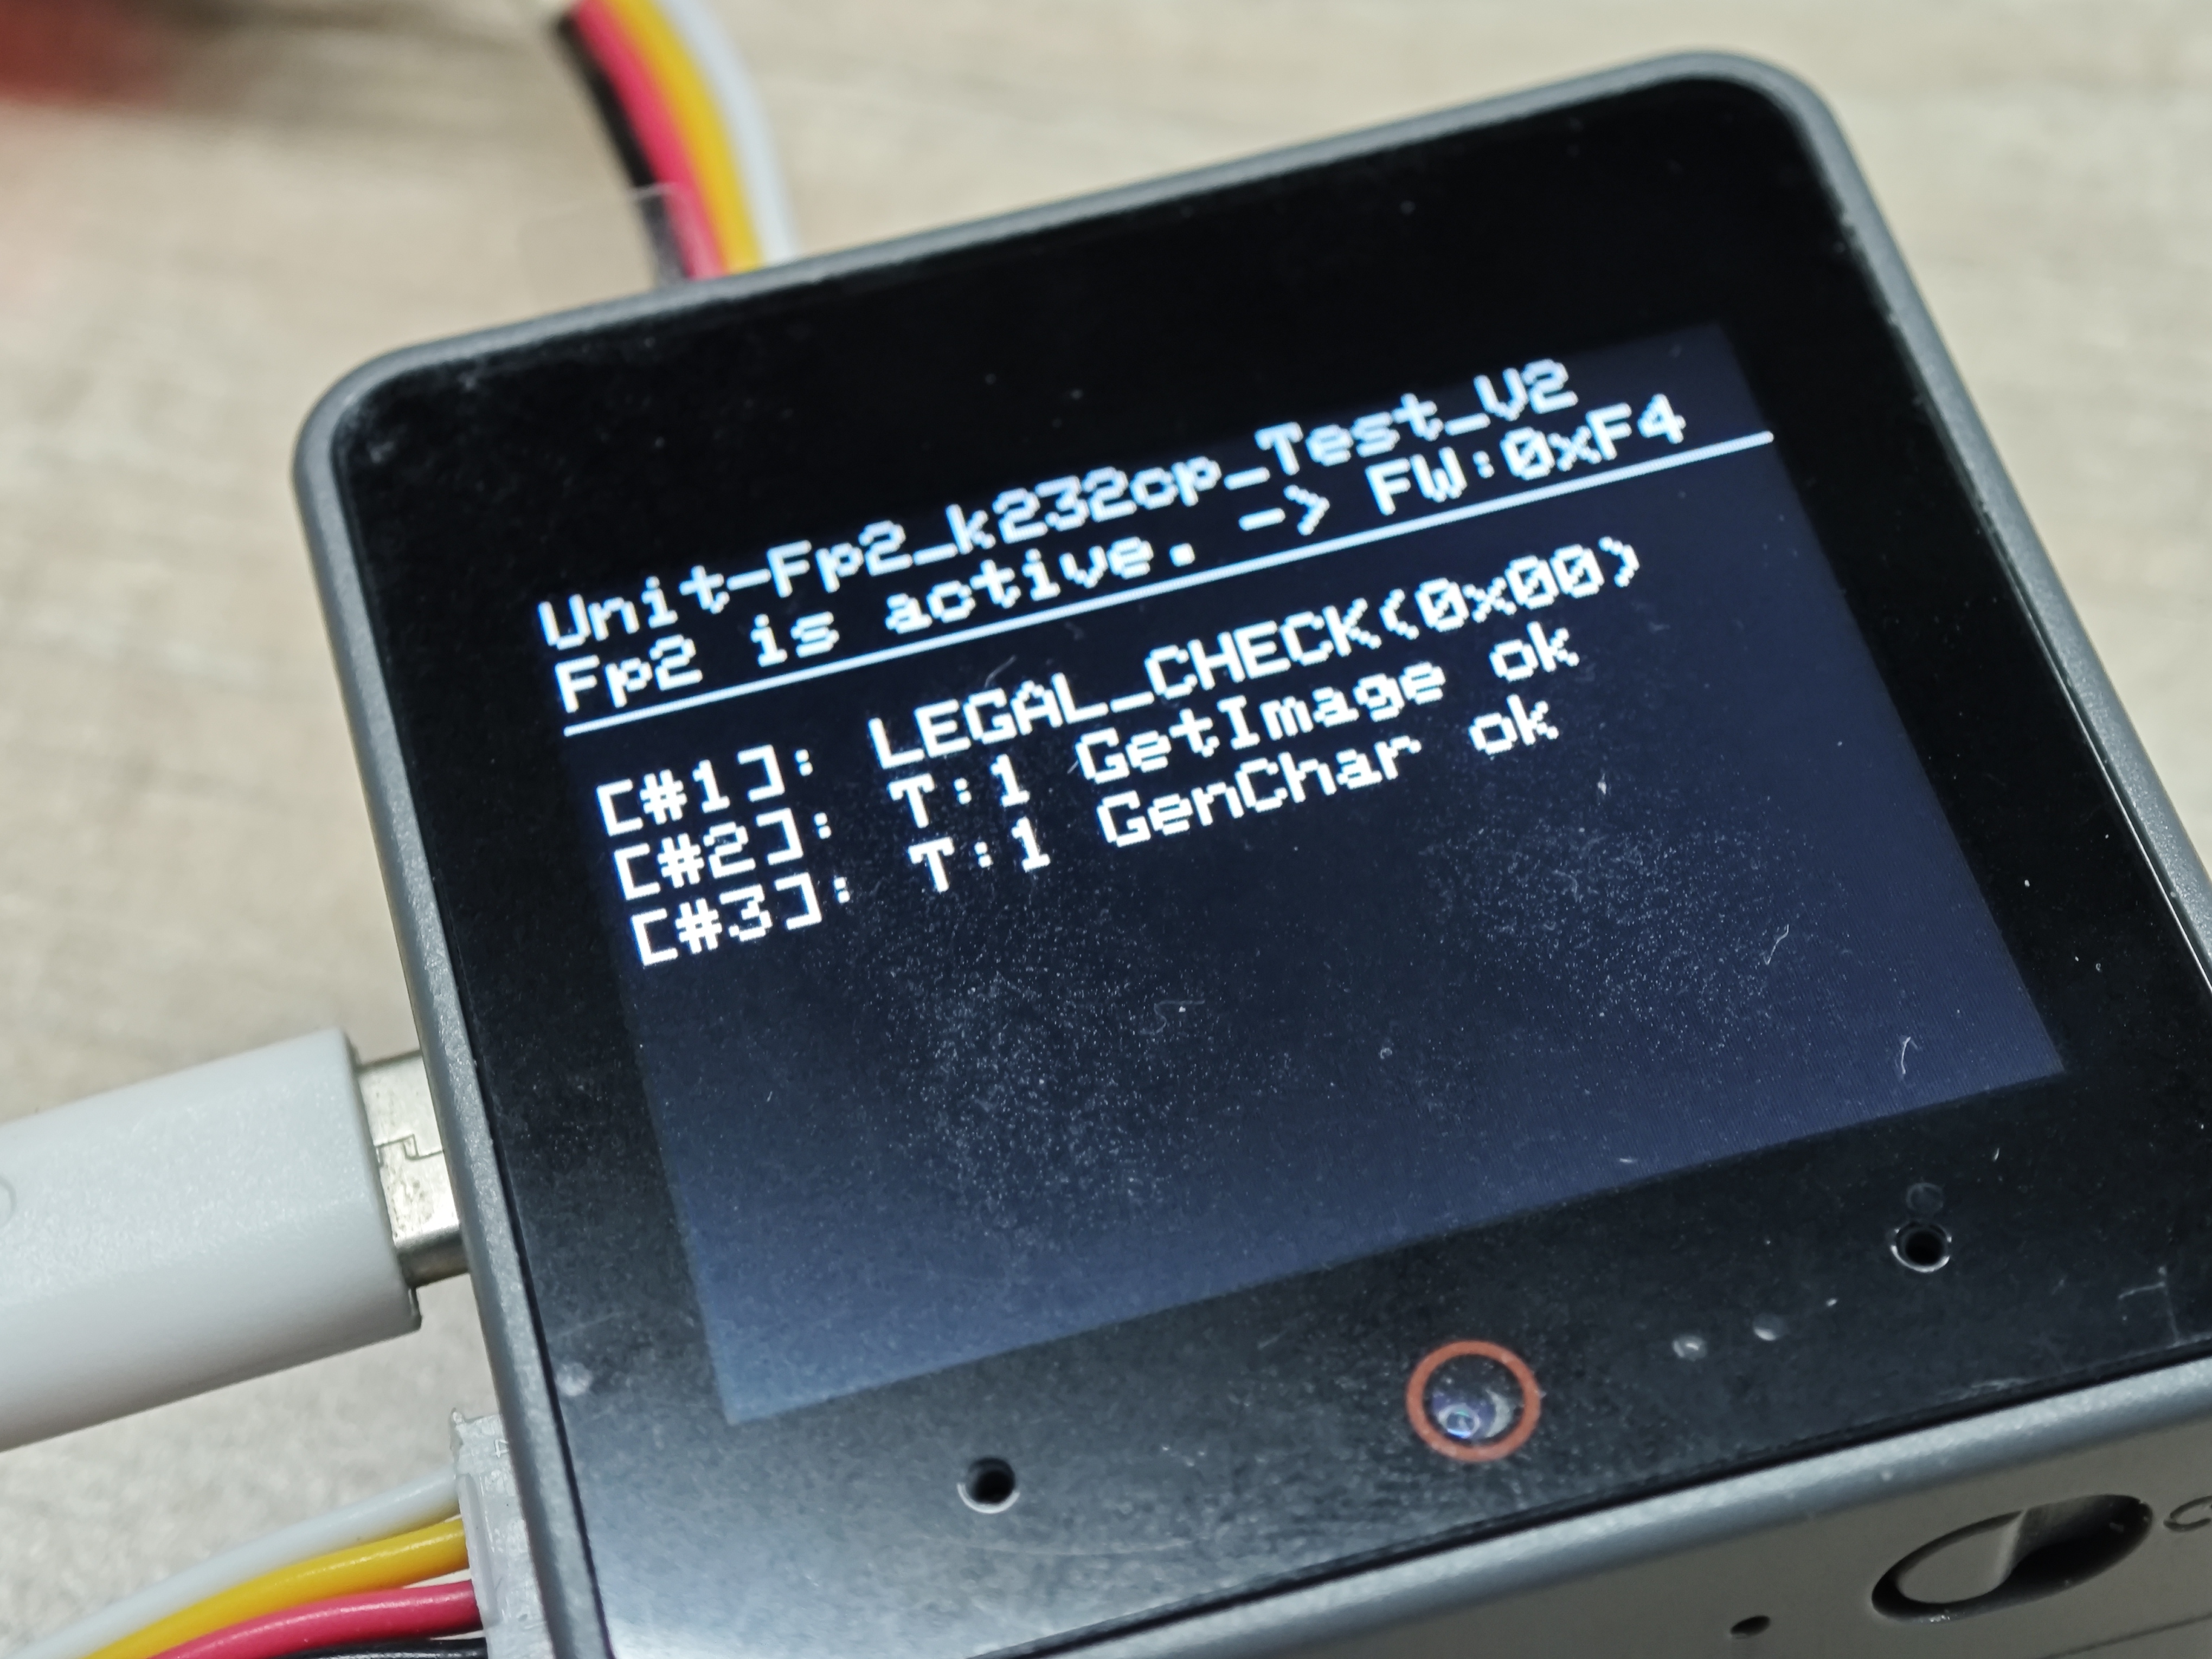 Unit-Fp2_k232cp_Test_V2
Fp2 is active. -> FW:0xF4
[#1]: LEGAL_CHECK(0x00)
[#2]: T:1 GetImage ok
[#3]: T:1 GenChar ok